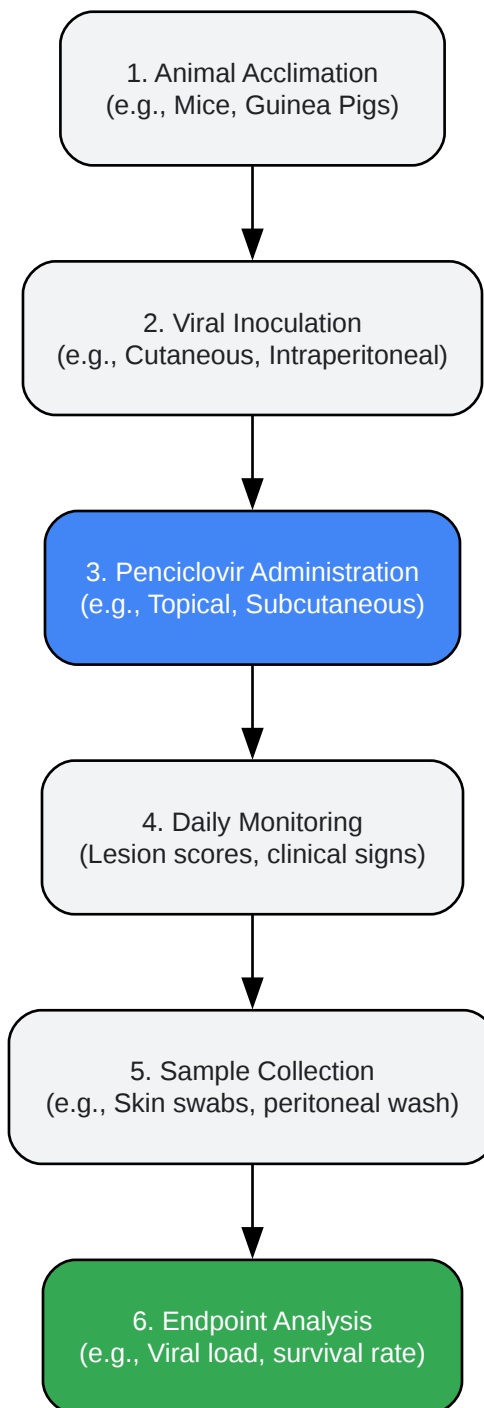 1. Animal Acclimation
(e.g., Mice, Guinea Pigs)
2. Viral Inoculation
(e.g., Cutaneous, Intraperitoneal)
3. Penciclovir Administration
(e.g., Topical, Subcutaneous)
4. Daily Monitoring
(Lesion scores, clinical signs)
5. Sample Collection
(e.g., Skin swabs, peritoneal wash)
6. Endpoint Analysis
(e.g., Viral load, survival rate)